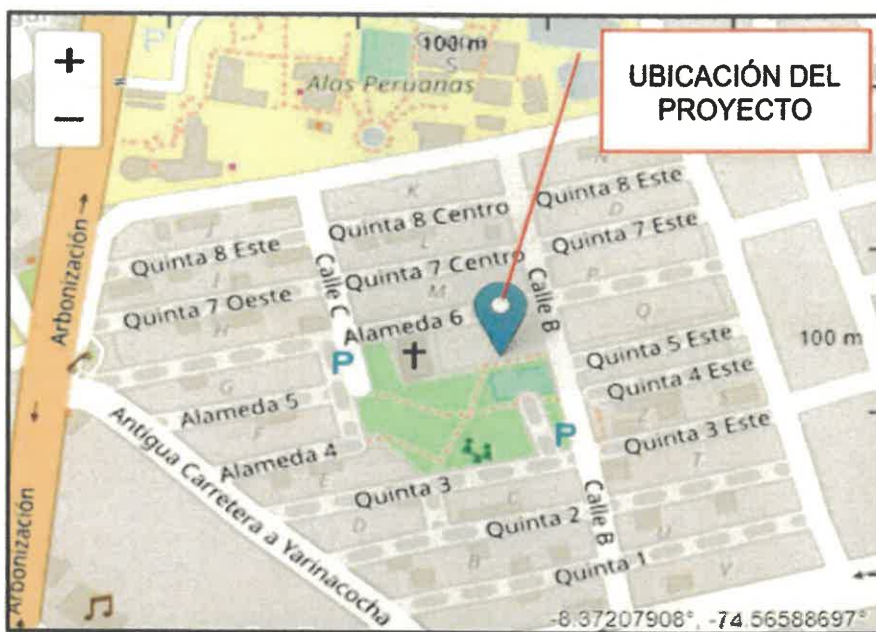 +
−
100 m
S
Alas Peruanas
UBICACIÓN DEL
PROYECTO
Arbonización
K
N
Quinta 8 Este
D
Quinta 8 Centro
L
J
Quinta 8 Este
I
Quinta 7 Este
Quinta 7 Centro
M
P
Calle C
Calle B
Quinta 7 Oeste
H
Alameda 6
Q
100 m
P
Quinta 5 Este
Quinta 4 Este
S
G
Alameda 5
F
P
Quinta 3 Este
T
Alameda 4
E
Antigua Carretera a Yarinacocha
Quinta 3
C
D
Calle B
Quinta 2
U
B
Arbonización
Quinta 1
V
-8.37207908°, -74.56588697°